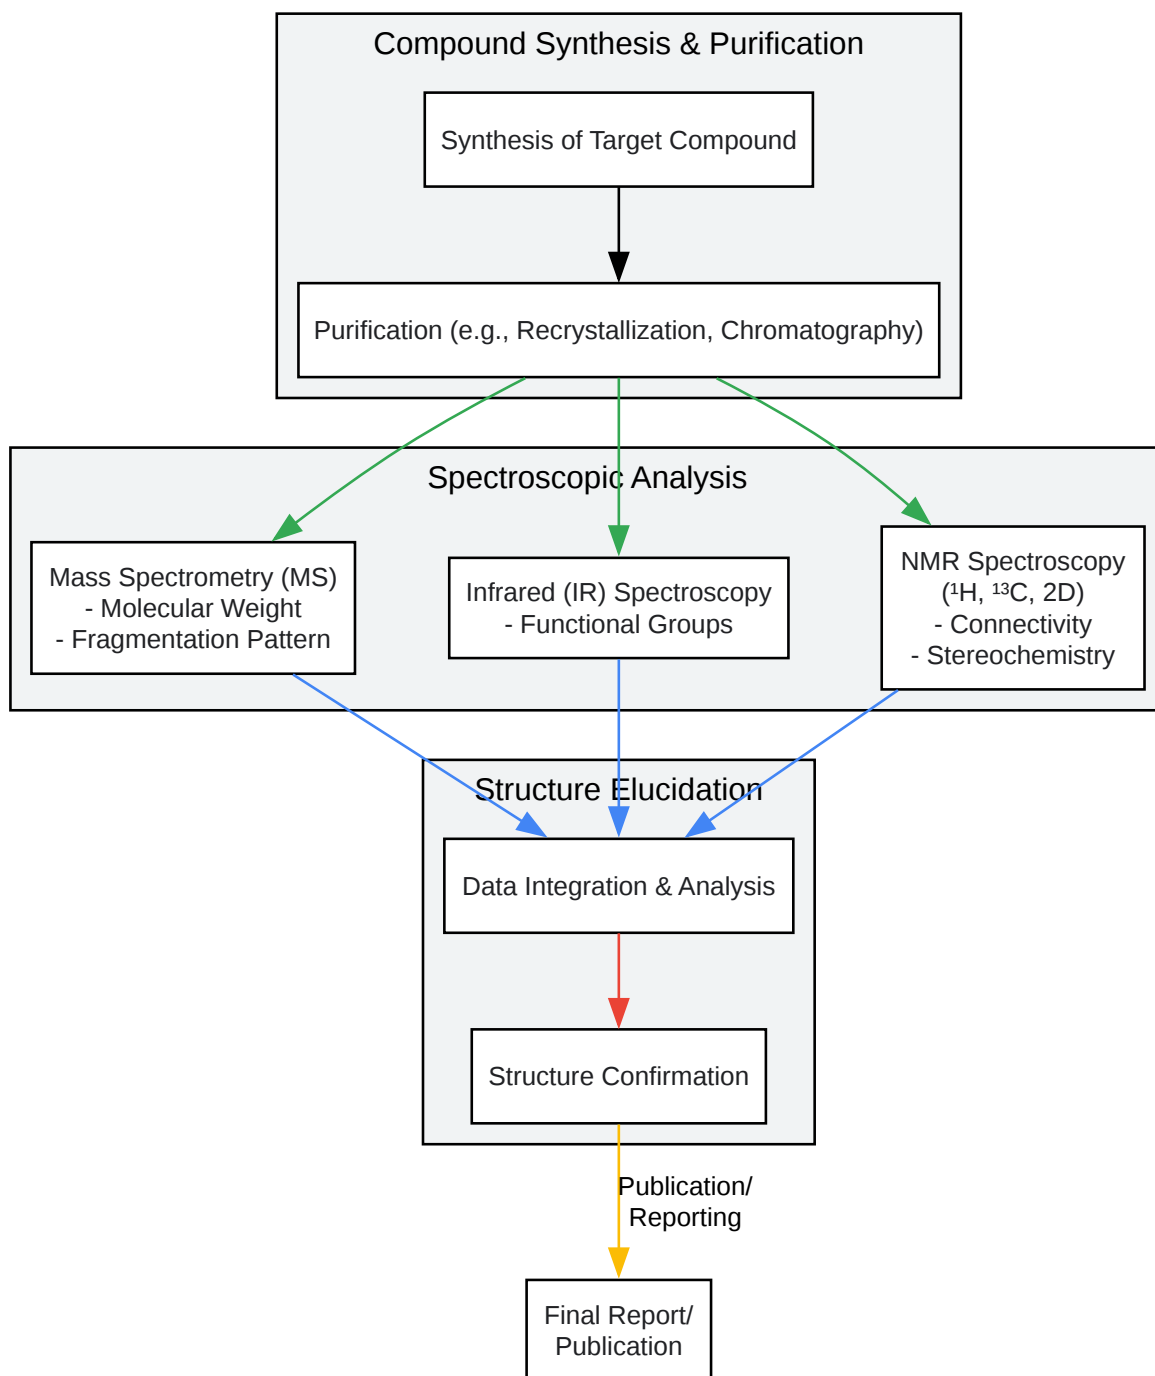 Compound Synthesis & Purification
Synthesis of Target Compound
Purification (e.g., Recrystallization, Chromatography)
Spectroscopic Analysis
Mass Spectrometry (MS)
- Molecular Weight
- Fragmentation Pattern
Infrared (IR) Spectroscopy
- Functional Groups
NMR Spectroscopy
(¹H, ¹³C, 2D)
- Connectivity
- Stereochemistry
Structure Elucidation
Data Integration & Analysis
Structure Confirmation
Publication/
Reporting
Final Report/
Publication